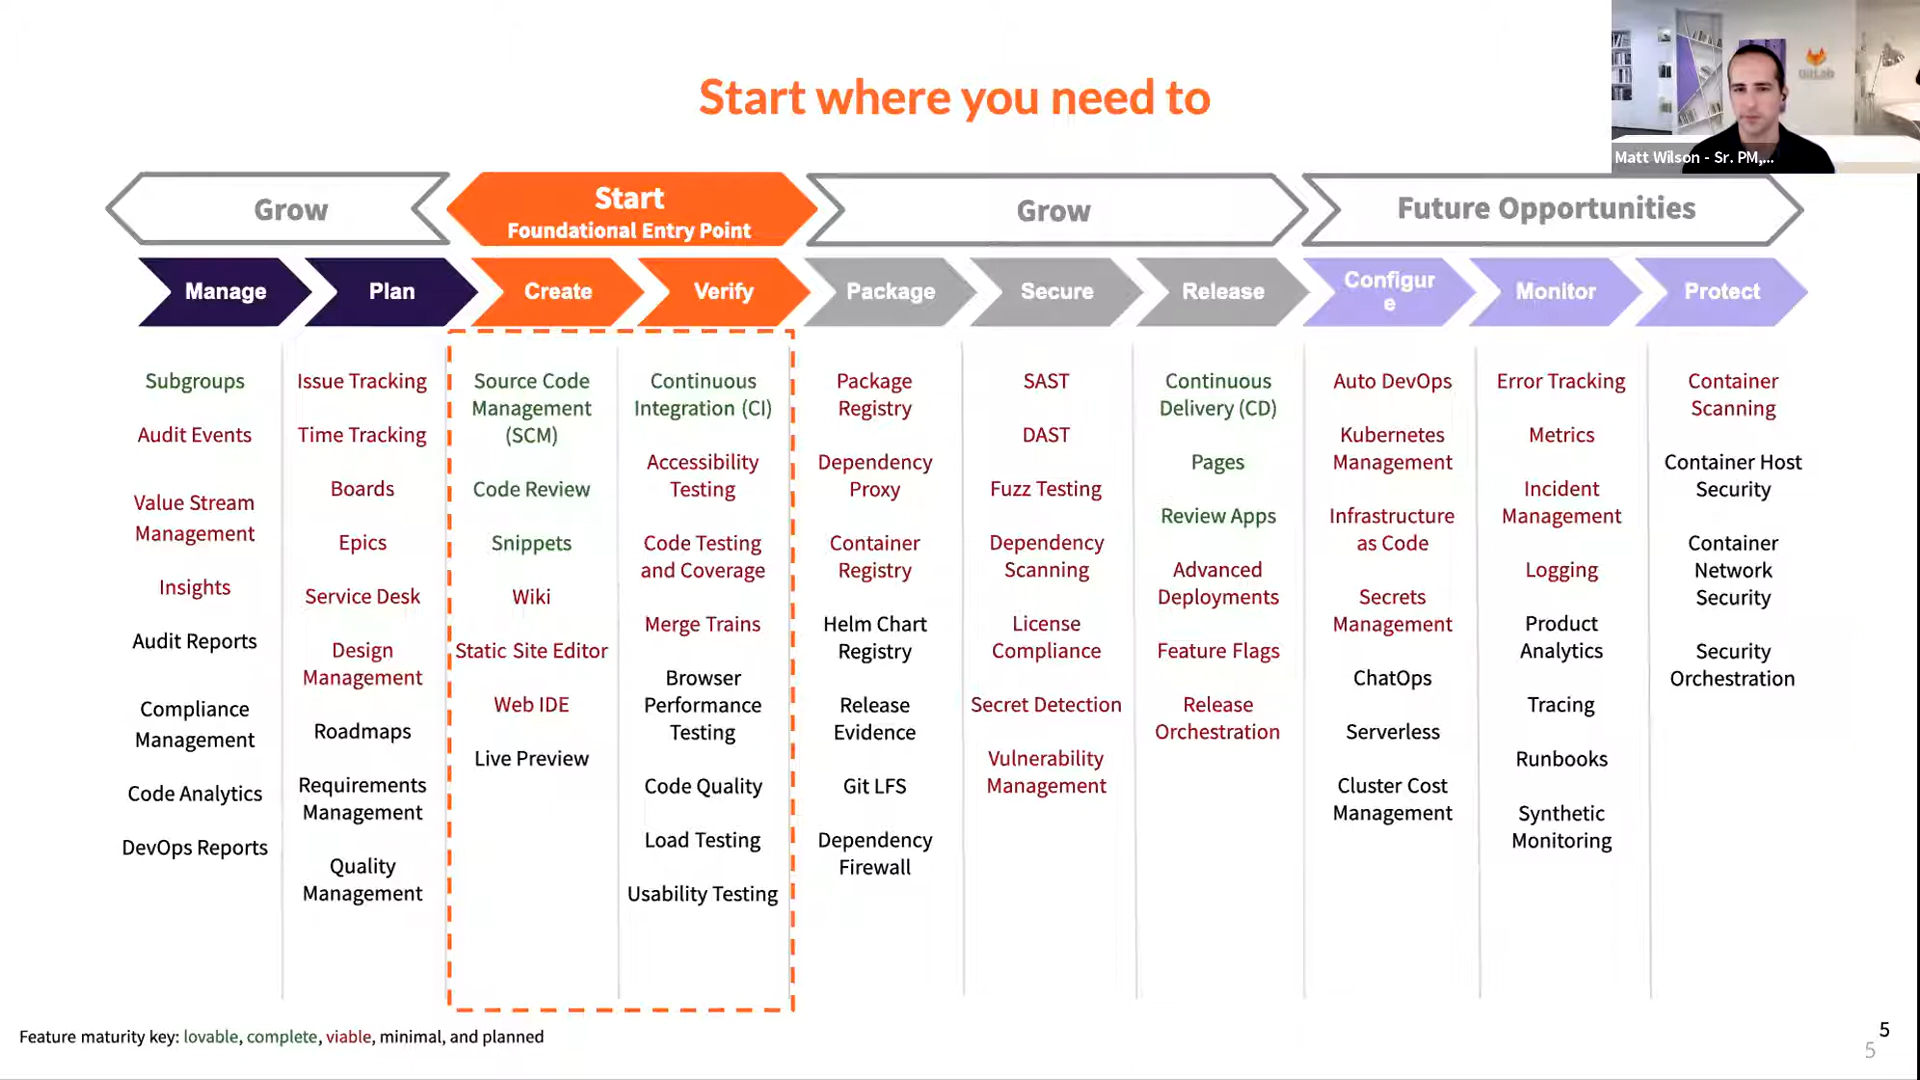 Start where you need to
GitLab
Matt Wilson - Sr. PM,...
Grow
Start
Foundational Entry Point
Grow
Future Opportunities
Manage
Plan
Create
Verify
Package
Secure
Release
Configur
e
Monitor
Protect
Subgroups
Audit Events
Value Stream
Management
Insights
Audit Reports
Compliance
Management
Code Analytics
DevOps Reports
Issue Tracking
Time Tracking
Boards
Epics
Service Desk
Design
Management
Roadmaps
Requirements
Management
Quality
Management
Source Code
Management
(SCM)
Code Review
Snippets
Wiki
Static Site Editor
Web IDE
Live Preview
Continuous
Integration (CI)
Accessibility
Testing
Code Testing
and Coverage
Merge Trains
Browser
Performance
Testing
Code Quality
Load Testing
Usability Testing
Package
Registry
Dependency
Proxy
Container
Registry
Helm Chart
Registry
Release
Evidence
Git LFS
Dependency
Firewall
SAST
DAST
Fuzz Testing
Dependency
Scanning
License
Compliance
Secret Detection
Vulnerability
Management
Continuous
Delivery (CD)
Pages
Review Apps
Advanced
Deployments
Feature Flags
Release
Orchestration
Auto DevOps
Kubernetes
Management
Infrastructure
as Code
Secrets
Management
ChatOps
Serverless
Cluster Cost
Management
Error Tracking
Metrics
Incident
Management
Logging
Product
Analytics
Tracing
Runbooks
Synthetic
Monitoring
Container
Scanning
Container Host
Security
Container
Network
Security
Security
Orchestration
Feature maturity key: lovable, complete, viable, minimal, and planned
5
5